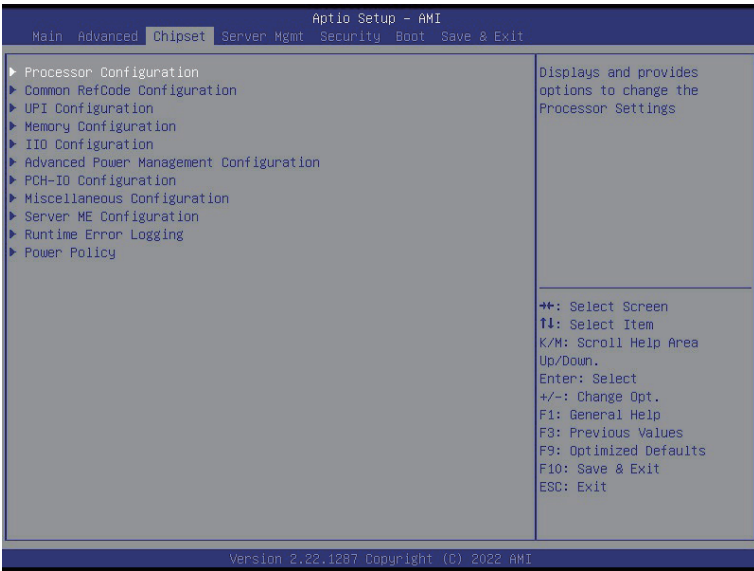 Aptio Setup – AMI
Main Advanced Chipset Server Mgmt Security Boot Save & Exit
Processor Configuration
Common RefCode Configuration
UPI Configuration
Memory Configuration
IIO Configuration
Advanced Power Management Configuration
PCH-IO Configuration
Miscellaneous Configuration
Server ME Configuration
Runtime Error Logging
Power Policy
Displays and provides
options to change the
Processor Settings
→←: Select Screen
↑↓: Select Item
K/M: Scroll Help Area
Up/Down.
Enter: Select
+/-: Change Opt.
F1: General Help
F3: Previous Values
F9: Optimized Defaults
F10: Save & Exit
ESC: Exit
Version 2.22.1287 Copyright (C) 2022 AMI